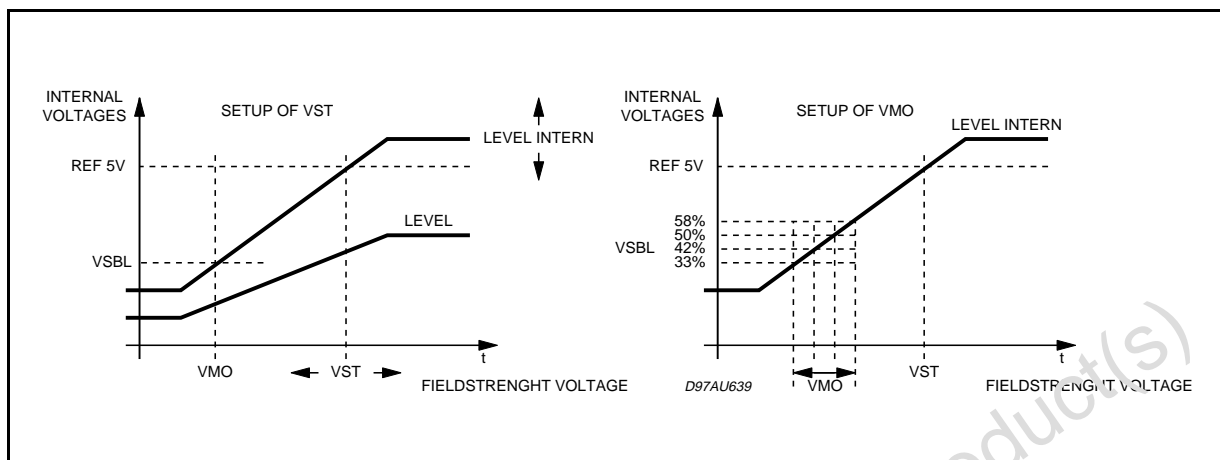 INTERNAL
VOLTAGES
SETUP OF VST
LEVEL INTERN
REF 5V
LEVEL
VSBL
t
VMO
VST
FIELDSTRENGHT VOLTAGE
INTERNAL
VOLTAGES
SETUP OF VMO
LEVEL INTERN
REF 5V
58%
50%
VSBL 42%
33%
t
D97AU639
VMO
VST
FIELDSTRENGHT VOLTAGE
oduct(s)